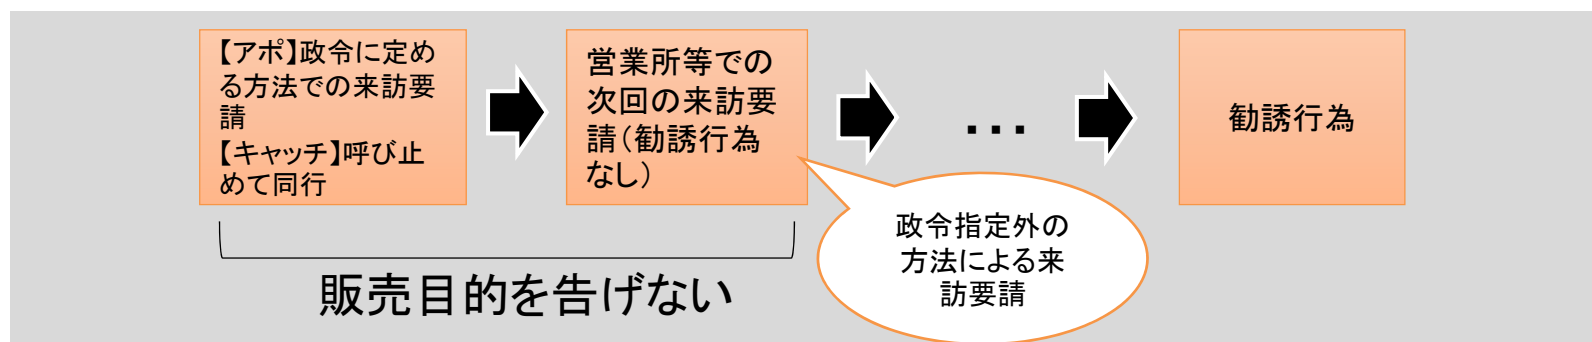 【アポ】政令に定め
る方法での来訪要
請
【キャッチ】呼び止
めて同行
営業所等での
次回の来訪要
請(勧誘行為
なし)
...
勧誘行為
政令指定外の
方法による来
訪要請
販売目的を告げない